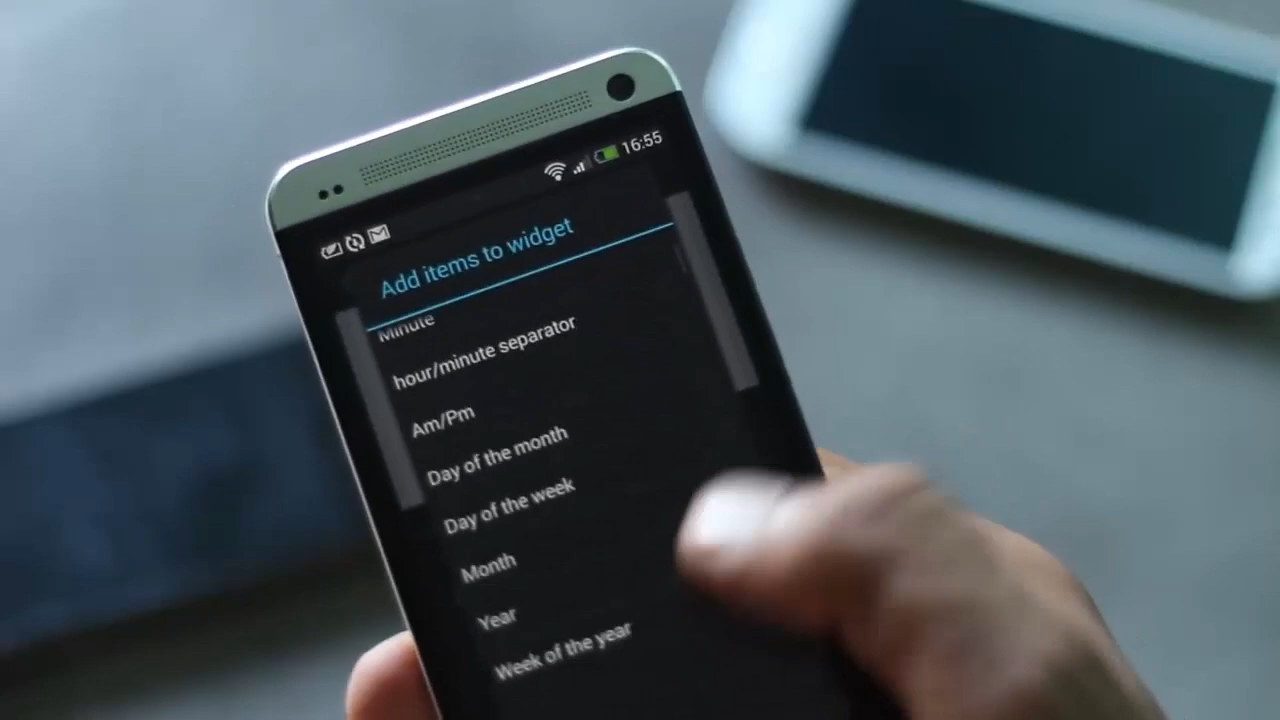 16:55
Add items to widget
Minute
hour/minute separator
Am/Pm
Day of the month
Day of the week
Month
Year
Week of the year